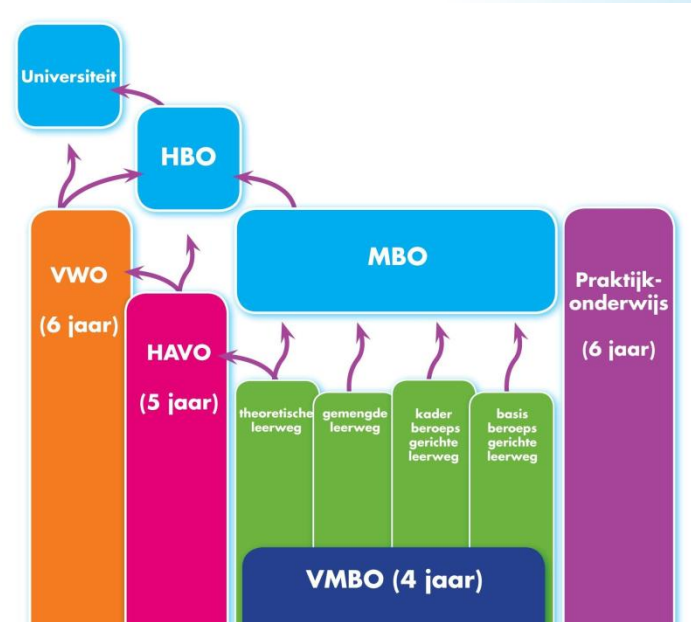 Universiteit
HBO
MBO
VWO
(6 jaar)
HAVO
(5 jaar)
Praktijk-
onderwijs
(6 jaar)
theoretische
leerweg
gemengde
leerweg
kader
beroeps
gerichte
leerweg
basis
beroeps
gerichte
leerweg
VMBO (4 jaar)